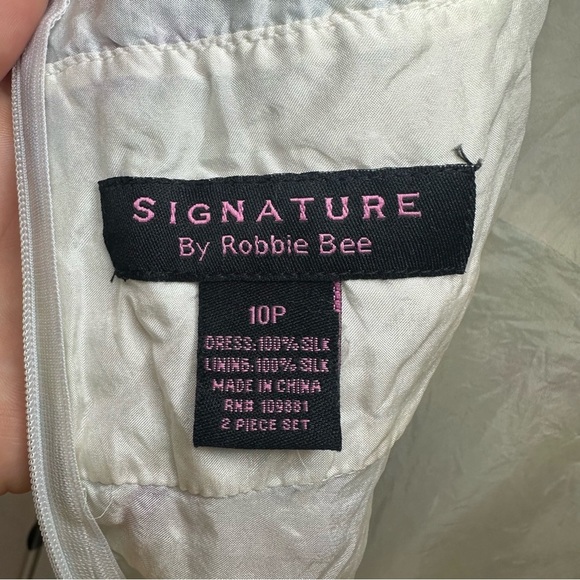 SIGNATURE
By Robbie Bee
10P
DRESS: 100% SILK
LINING: 100% SILK
MADE IN CHINA
RN# 109881
2 PIECE SET